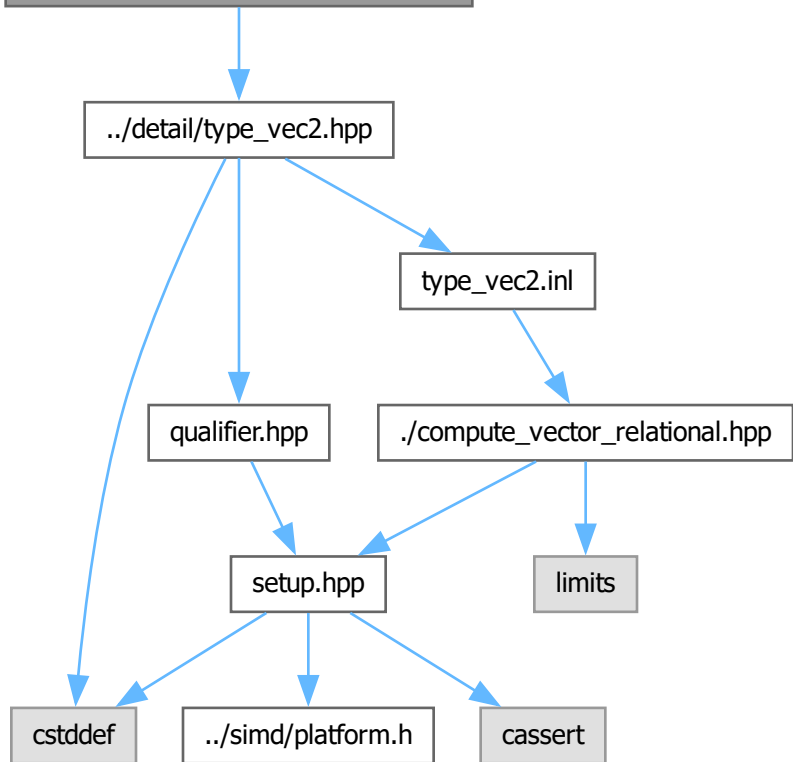 ../detail/type_vec2.hpp
type_vec2.inl
qualifier.hpp
./compute_vector_relational.hpp
setup.hpp
limits
cstddef
../simd/platform.h
cassert